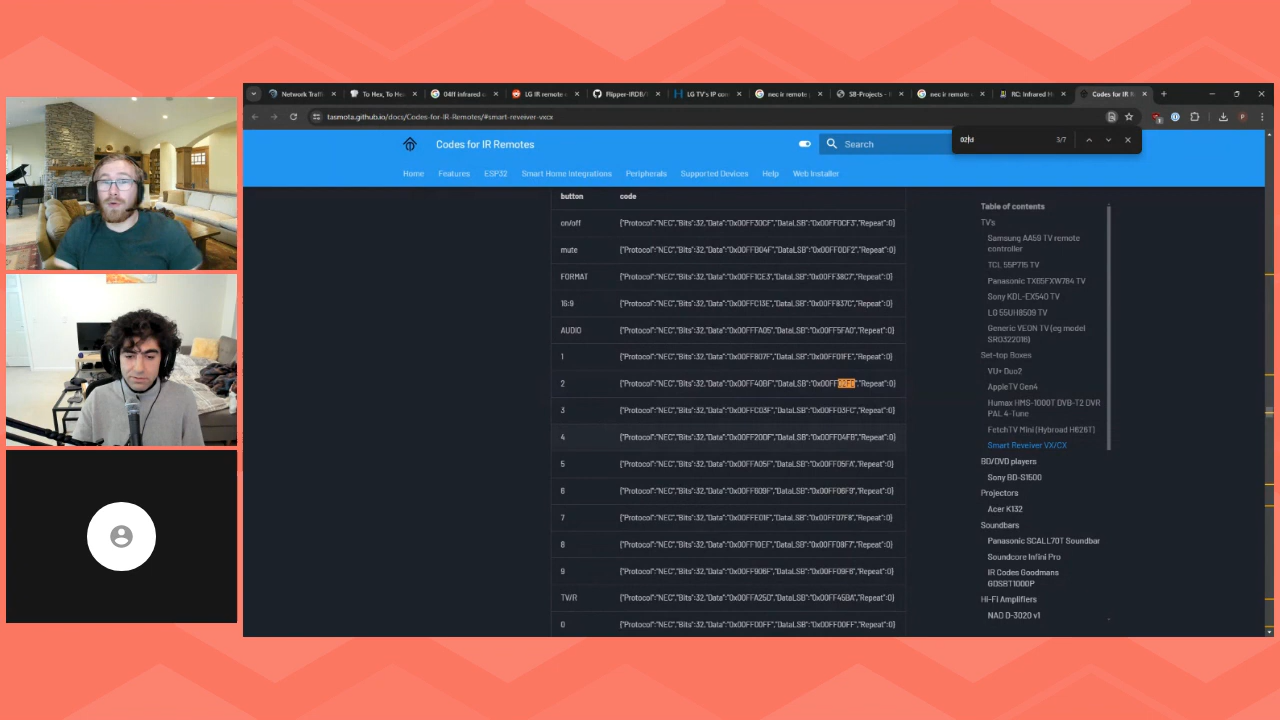 Network Traff
To Hex, To He
04ff infrared c
LG IR remote
Flipper-IRDB/
LG TV's IP com
nec ir remote
SB-Projects - I
nec ir remote
RC: Infrared H
Codes for IR R
tasmota.github.io/docs/Codes-for-IR-Remotes/#smart-reveiver-vxcx
02fd
3/7
Codes for IR Remotes
Search
Home
Features
ESP32
Smart Home Integrations
Peripherals
Supported Devices
Help
Web Installer
button code
on/off {"Protocol":"NEC","Bits":32,"Data":"0x00FF30CF","DataLSB":"0x00FF0CF3","Repeat":0}
mute {"Protocol":"NEC","Bits":32,"Data":"0x00FFB04F","DataLSB":"0x00FF0DF2","Repeat":0}
FORMAT {"Protocol":"NEC","Bits":32,"Data":"0x00FF1CE3","DataLSB":"0x00FF38C7","Repeat":0}
16:9 {"Protocol":"NEC","Bits":32,"Data":"0x00FFC13E","DataLSB":"0x00FF837C","Repeat":0}
AUDIO {"Protocol":"NEC","Bits":32,"Data":"0x00FFFA05","DataLSB":"0x00FF5FA0","Repeat":0}
1 {"Protocol":"NEC","Bits":32,"Data":"0x00FF807F","DataLSB":"0x00FF01FE","Repeat":0}
2 {"Protocol":"NEC","Bits":32,"Data":"0x00FF40BF","DataLSB":"0x00FF02FD","Repeat":0}
3 {"Protocol":"NEC","Bits":32,"Data":"0x00FFC03F","DataLSB":"0x00FF03FC","Repeat":0}
4 {"Protocol":"NEC","Bits":32,"Data":"0x00FF20DF","DataLSB":"0x00FF04FB","Repeat":0}
5 {"Protocol":"NEC","Bits":32,"Data":"0x00FFA05F","DataLSB":"0x00FF05FA","Repeat":0}
6 {"Protocol":"NEC","Bits":32,"Data":"0x00FF609F","DataLSB":"0x00FF06F9","Repeat":0}
7 {"Protocol":"NEC","Bits":32,"Data":"0x00FFE01F","DataLSB":"0x00FF07F8","Repeat":0}
8 {"Protocol":"NEC","Bits":32,"Data":"0x00FF10EF","DataLSB":"0x00FF08F7","Repeat":0}
9 {"Protocol":"NEC","Bits":32,"Data":"0x00FF906F","DataLSB":"0x00FF09F6","Repeat":0}
TV/R {"Protocol":"NEC","Bits":32,"Data":"0x00FFA25D","DataLSB":"0x00FF45BA","Repeat":0}
0 {"Protocol":"NEC","Bits":32,"Data":"0x00FF00FF","DataLSB":"0x00FF00FF","Repeat":0}
Table of contents
TV's
Samsung AA59 TV remote
controller
TCL 55P715 TV
Panasonic TX65FXW784 TV
Sony KDL-EX540 TV
LG 55UH8509 TV
Generic VEON TV (eg model
SRO322016)
Set-top Boxes
VU+ Duo2
AppleTV Gen4
Humax HMS-1000T DVB-T2 DVR
PAL 4-Tune
FetchTV Mini (Hybroad H626T)
Smart Reveiver VX/CX
BD/DVD players
Sony BD-S1500
Projectors
Acer K132
Soundbars
Panasonic SCALL70T Soundbar
Soundcore Infini Pro
IR Codes Goodmans
GDSBT1000P
Hi-Fi Amplifiers
NAD D-3020 v1